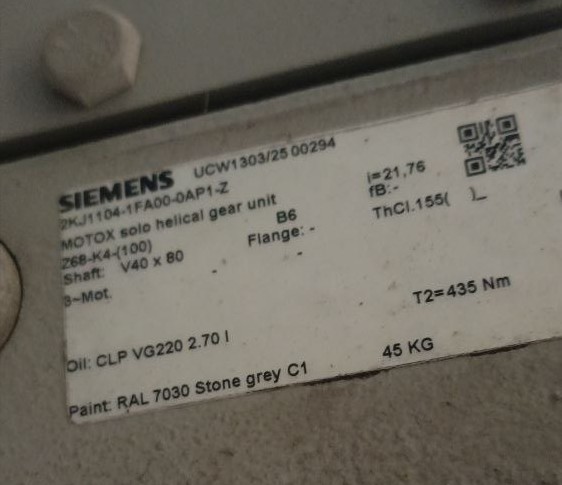 SIEMENS UCW1303/25 00294
2KJ1104-1FA00-0AP1-Z
MOTOX solo helical gear unit i=21,76
Z68-K4-(100) B6 fB:-
Shaft: V40 x 80 Flange: - ThCl.155(
3~Mot.
T2=435 Nm
Oil: CLP VG220 2.70 l
45 KG
Paint: RAL 7030 Stone grey C1